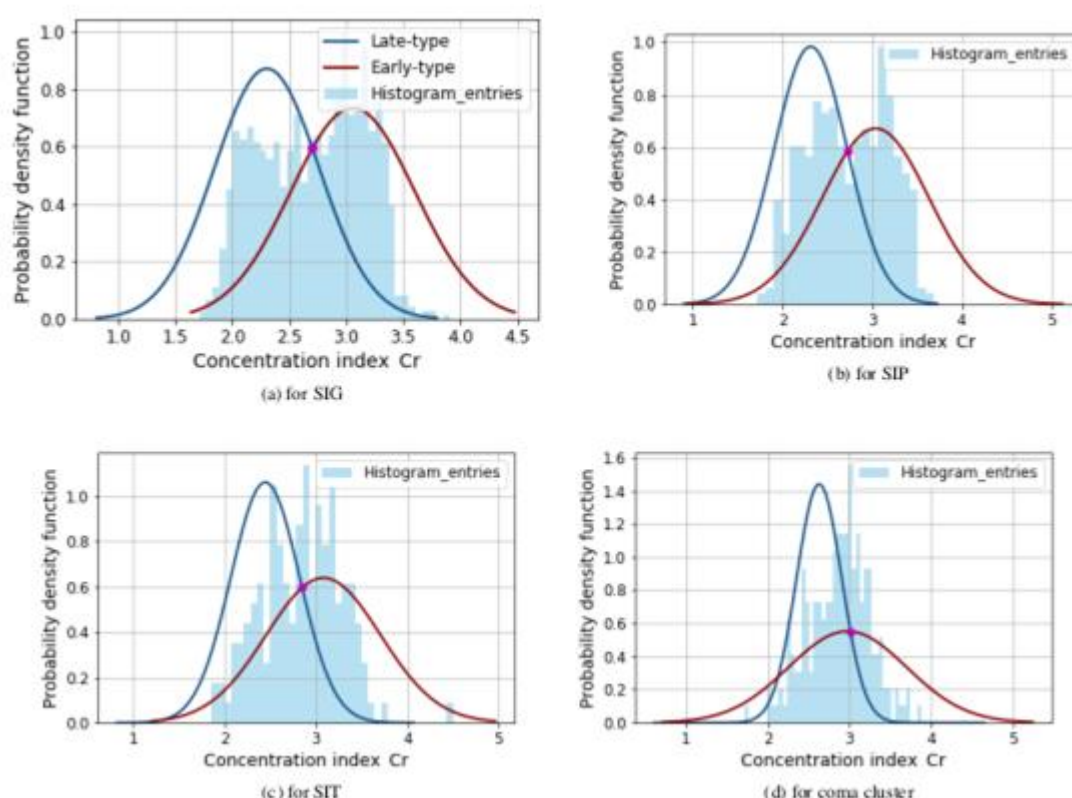 1.0
0.8
0.6
0.4
0.2
0.0
Probability density function
Late-type
Early-type
Histogram_entries
1.0 1.5 2.0 2.5 3.0 3.5 4.0 4.5
Concentration index Cr
(a) for SIG
1.0
0.8
0.6
0.4
0.2
0.0
Probability density function
Histogram_entries
1 2 3 4 5
Concentration index Cr
(b) for SIP
1.0
0.8
0.6
0.4
0.2
0.0
Probability density function
Histogram_entries
1 2 3 4 5
Concentration index Cr
(c) for SIT
1.6
1.4
1.2
1.0
0.8
0.6
0.4
0.2
0.0
Probability density function
Histogram_entries
1 2 3 4 5
Concentration index Cr
(d) for coma cluster